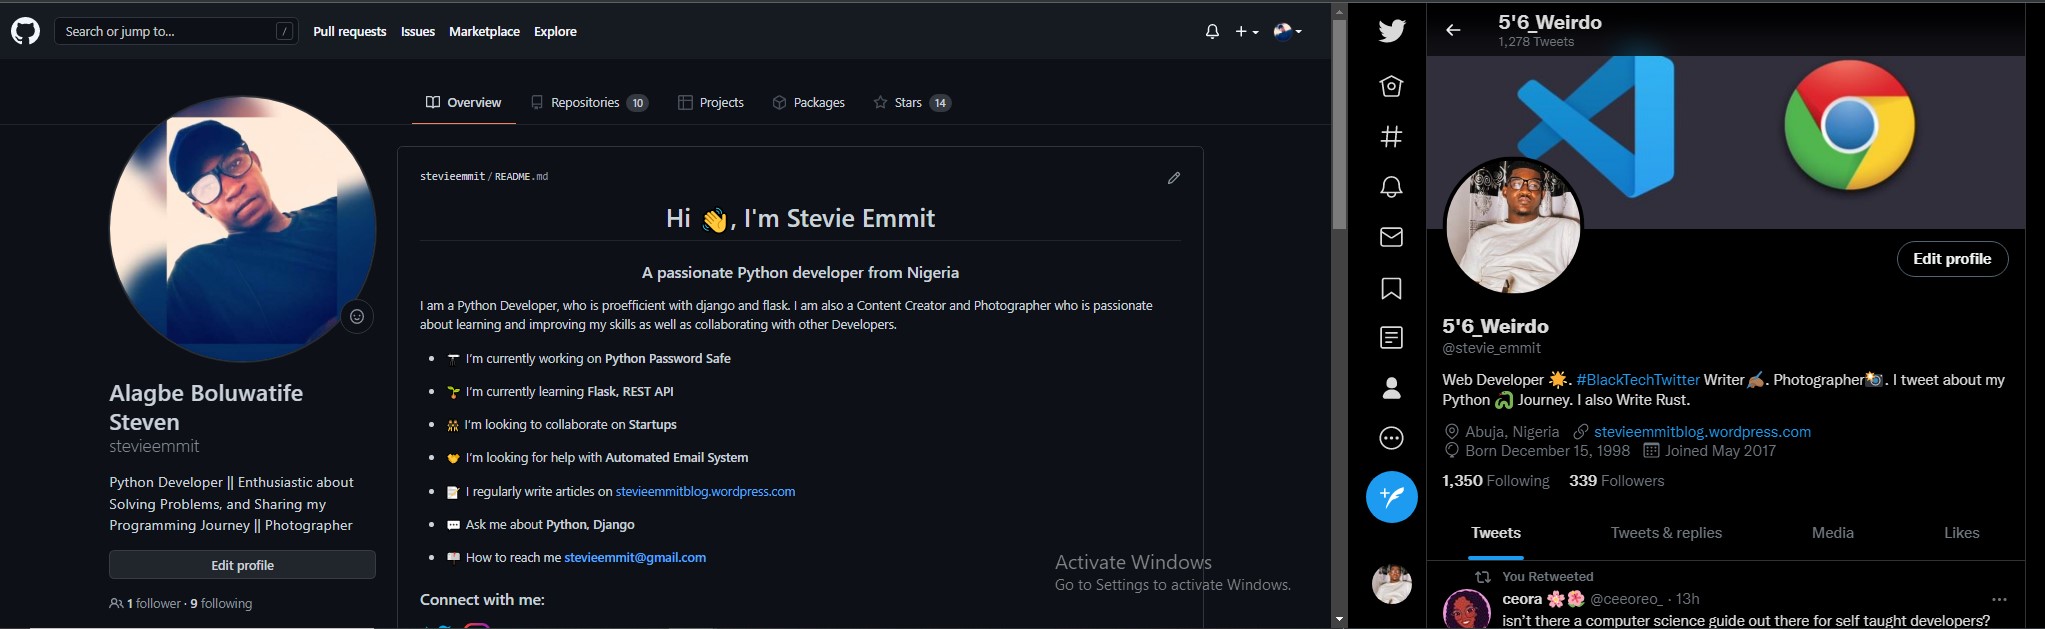 Search or jump to...
/
Pull requests
Issues
Marketplace
Explore
Overview
Repositories 10
Projects
Packages
Stars 14
Alagbe Boluwatife
Steven
stevieemmit
Python Developer || Enthusiastic about
Solving Problems, and Sharing my
Programming Journey || Photographer
Edit profile
1 follower · 9 following
stevieemmit / README.md
Hi 👋, I'm Stevie Emmit
A passionate Python developer from Nigeria
I am a Python Developer, who is proefficient with django and flask. I am also a Content Creator and Photographer who is passionate
about learning and improving my skills as well as collaborating with other Developers.
I'm currently working on Python Password Safe
I'm currently learning Flask, REST API
I'm looking to collaborate on Startups
I'm looking for help with Automated Email System
I regularly write articles on stevieemmitblog.wordpress.com
Ask me about Python, Django
How to reach me stevieemmit@gmail.com
Connect with me:
Activate Windows
Go to Settings to activate Windows.
5'6_Weirdo
1,278 Tweets
Edit profile
5'6_Weirdo
@stevie_emmit
Web Developer 🌟. #BlackTechTwitter Writer✍🏾. Photographer📸. I tweet about my
Python 🐍 Journey. I also Write Rust.
Abuja, Nigeria stevieemmitblog.wordpress.com
Born December 15, 1998 Joined May 2017
1,350 Following 339 Followers
Tweets
Tweets & replies
Media
Likes
You Retweeted
ceora 🌸🌺 @ceeoreo_ · 13h
isn't there a computer science guide out there for self taught developers?